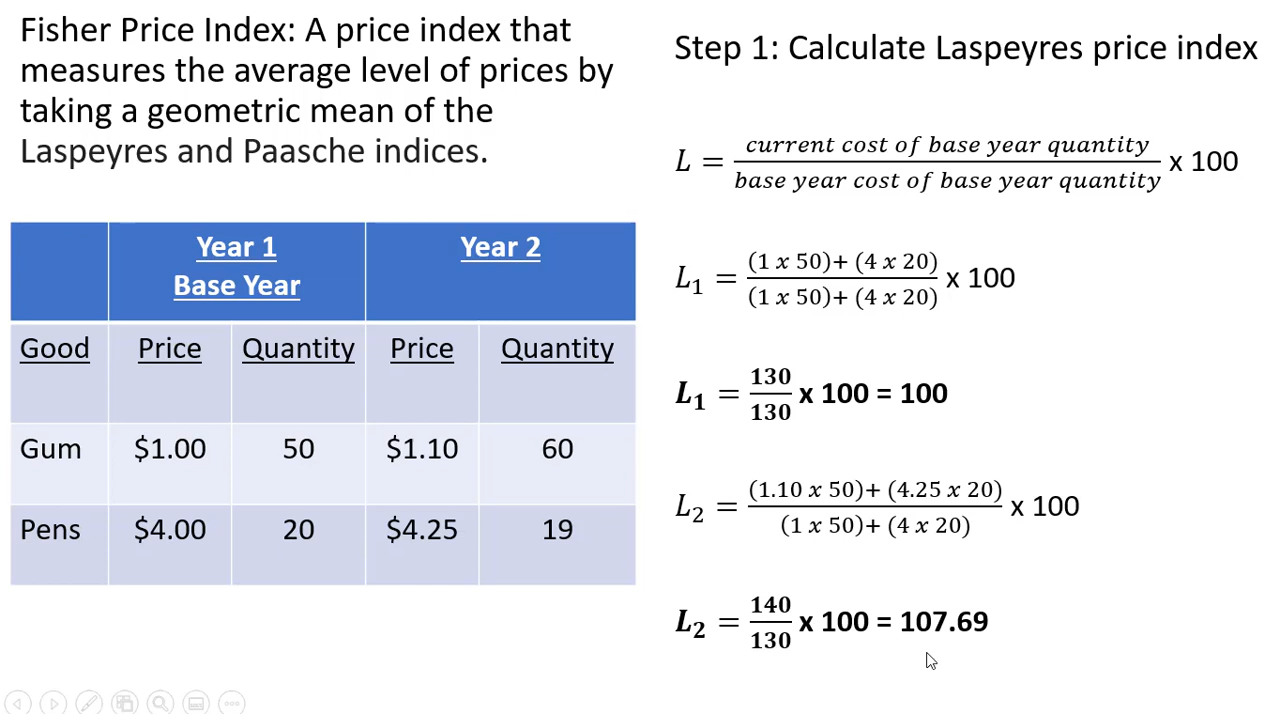 Fisher Price Index: A price index that
measures the average level of prices by
taking a geometric mean of the
Laspeyres and Paasche indices.
Year 1 Year 2
Base Year
Good Price Quantity Price Quantity
Gum $1.00 50 $1.10 60
Pens $4.00 20 $4.25 19
Step 1: Calculate Laspeyres price index
L = current cost of base year quantity / base year cost of base year quantity x 100
L₁ = (1 x 50)+ (4 x 20) / (1 x 50)+ (4 x 20) x 100
L₁ = 130 / 130 x 100 = 100
L₂ = (1.10 x 50)+ (4.25 x 20) / (1 x 50)+ (4 x 20) x 100
L₂ = 140 / 130 x 100 = 107.69